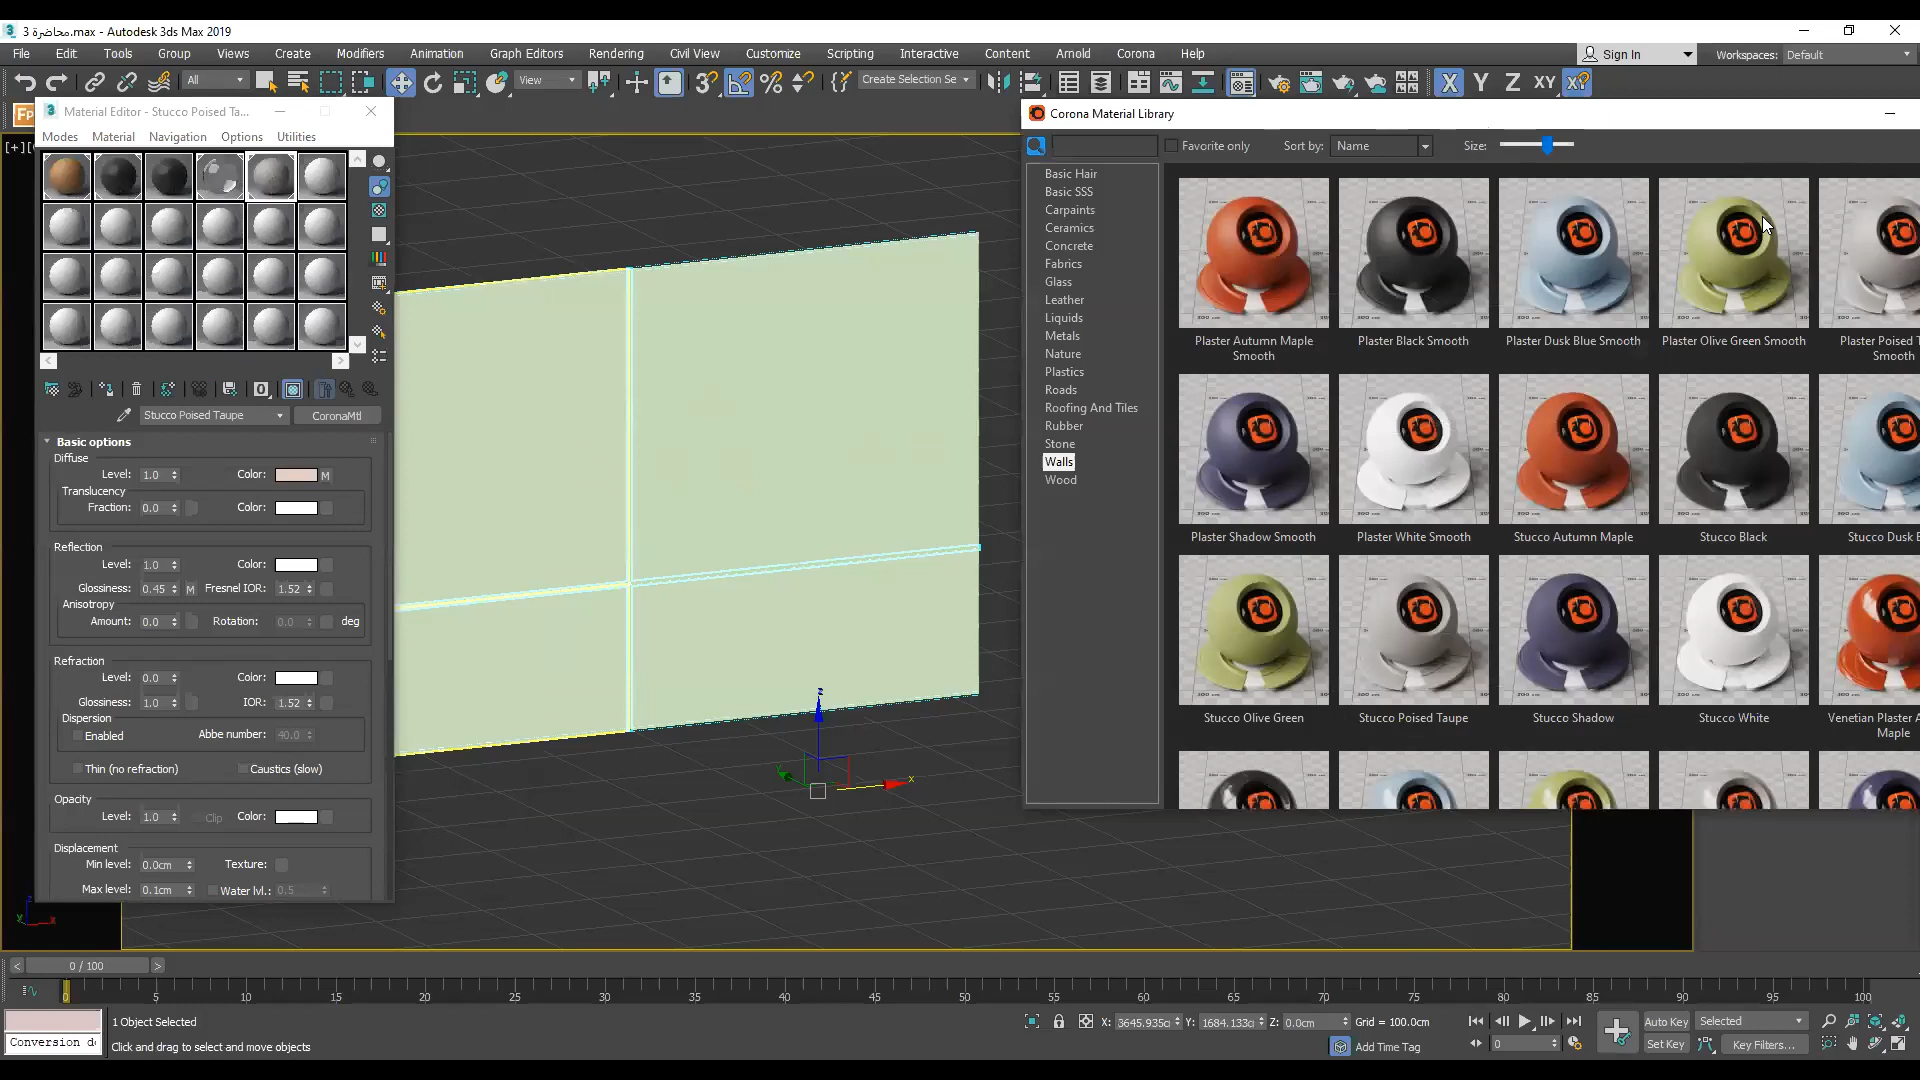 3 محاضرة.max - Autodesk 3ds Max 2019
File Edit Tools Group Views Create Modifiers Animation Graph Editors Rendering Civil View Customize Scripting Interactive Content Arnold Corona Help
Sign In
Workspaces: Default
All
View
Create Selection Se
X Y Z XY
Material Editor - Stucco Poised Ta...
Modes Material Navigation Options Utilities
Stucco Poised Taupe
CoronaMtl
Basic options
Diffuse
Level: 1.0 Color: M
Translucency
Fraction: 0.0 Color:
Reflection
Level: 1.0 Color:
Glossiness: 0.45 M Fresnel IOR: 1.52
Anisotropy
Amount: 0.0 Rotation: 0.0 deg
Refraction
Level: 0.0 Color:
Glossiness: 1.0 IOR: 1.52
Dispersion
Enabled Abbe number: 40.0
Thin (no refraction) Caustics (slow)
Opacity
Level: 1.0 Clip Color:
Displacement
Min level: 0.0cm Texture:
Max level: 0.1cm Water lvl.: 0.5
[+]
z
x
Corona Material Library
Favorite only
Sort by: Name
Size:
Basic Hair
Basic SSS
Carpaints
Ceramics
Concrete
Fabrics
Glass
Leather
Liquids
Metals
Nature
Plastics
Roads
Roofing And Tiles
Rubber
Stone
Walls
Wood
Plaster Autumn Maple Smooth
Plaster Black Smooth
Plaster Dusk Blue Smooth
Plaster Olive Green Smooth
Plaster Poised T
Smooth
Plaster Shadow Smooth
Plaster White Smooth
Stucco Autumn Maple
Stucco Black
Stucco Dusk B
Stucco Olive Green
Stucco Poised Taupe
Stucco Shadow
Stucco White
Venetian Plaster A
Maple
< 0 / 100 >
0 5 10 15 20 25 30 35 40 45 50 55 60 65 70 75 80 85 90 95 100
1 Object Selected
Conversion d
Click and drag to select and move objects
X: 3645.935c Y: 1684.133c Z: 0.0cm Grid = 100.0cm
Add Time Tag
0
Auto Key Selected
Set Key Key Filters...